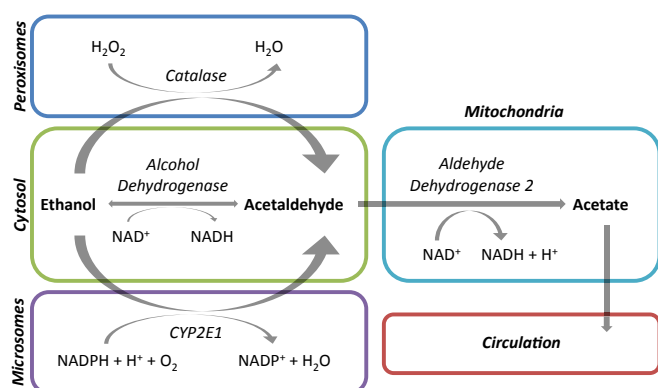 Peroxisomes
H₂O₂
H₂O
Catalase
Cytosol
Alcohol
Dehydrogenase
Ethanol
Acetaldehyde
NAD⁺
NADH
Mitochondria
Aldehyde
Dehydrogenase 2
Acetate
NAD⁺
NADH + H⁺
Microsomes
CYP2E1
NADPH + H⁺ + O₂
NADP⁺ + H₂O
Circulation